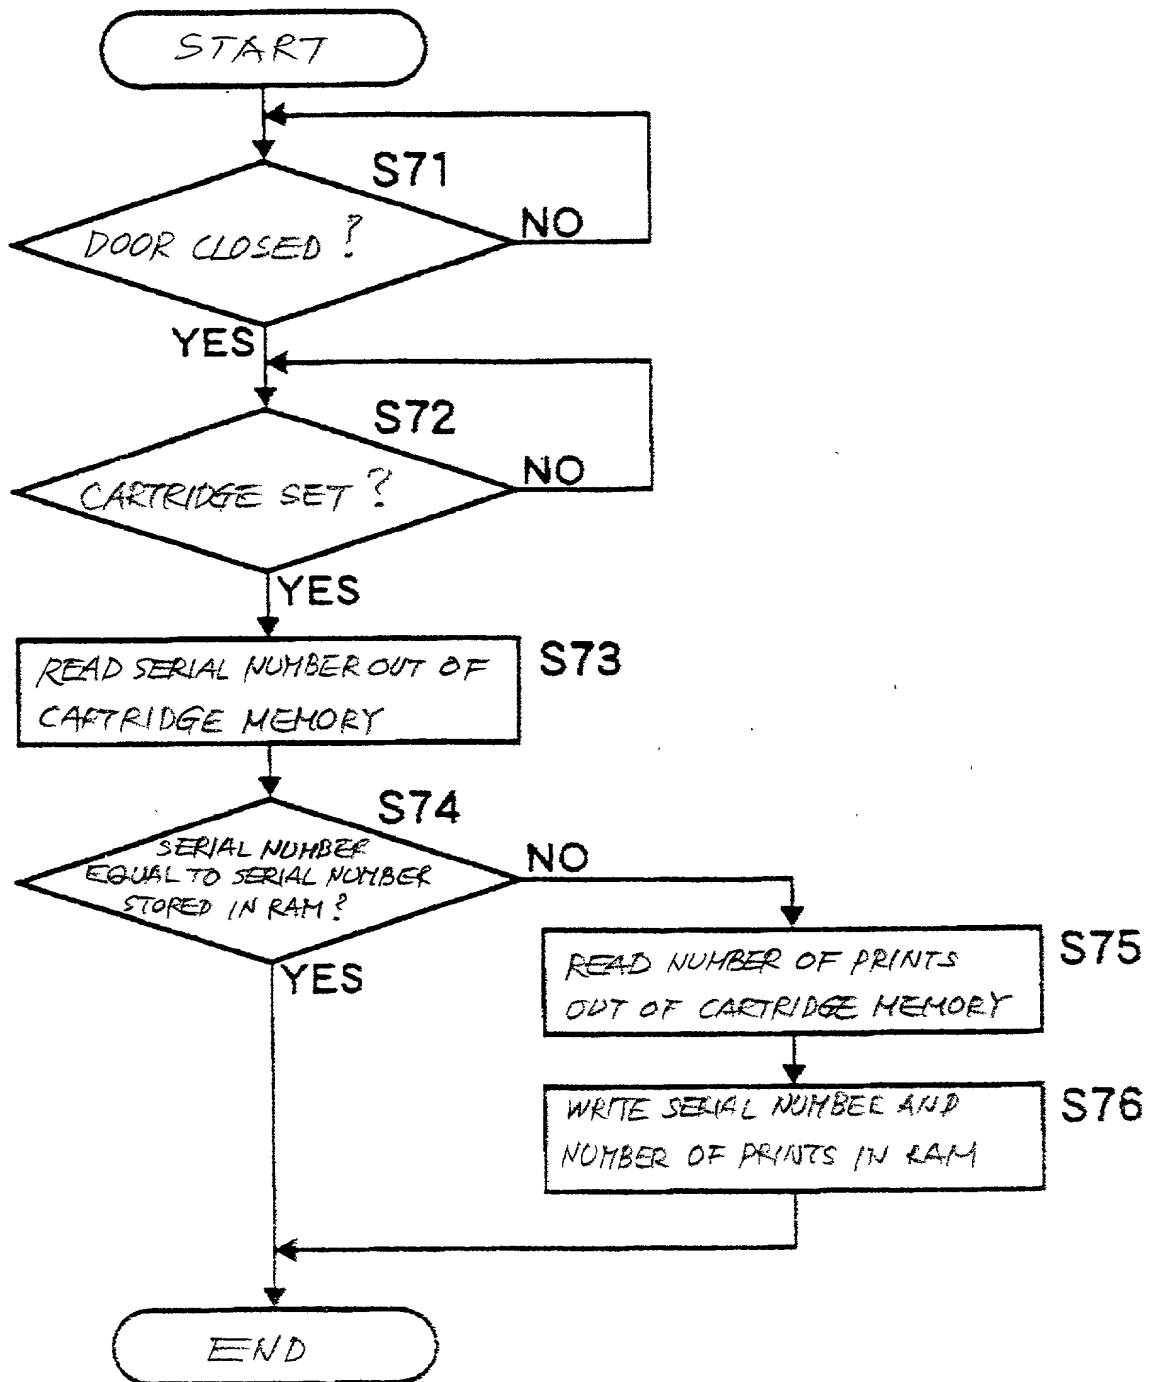 START
S71
DOOR CLOSED?
NO
YES
S72
CARTRIDGE SET?
NO
YES
READ SERIAL NUMBER OUT OF
CARTRIDGE MEMORY
S73
S74
SERIAL NUMBER
EQUAL TO SERIAL NUMBER
STORED IN RAM?
NO
YES
READ NUMBER OF PRINTS
OUT OF CARTRIDGE MEMORY
S75
WRITE SERIAL NUMBER AND
NUMBER OF PRINTS IN RAM
S76
END